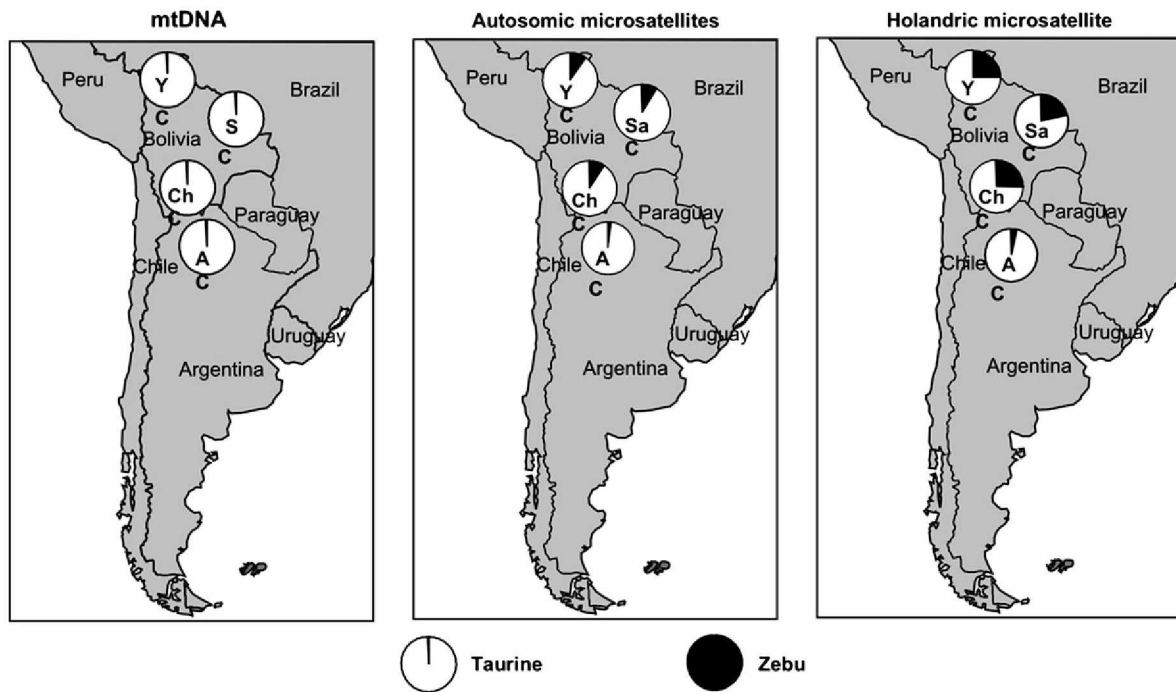 mtDNA
Peru
Brazil
Y
C
S
C
Bolivia
Ch
C
Paraguay
A
C
Chile
Uruguay
Argentina
Autosomic microsatellites
Peru
Brazil
Y
C
Sa
C
Bolivia
Ch
C
Paraguay
A
C
Chile
Uruguay
Argentina
Holandric microsatellite
Peru
Brazil
Y
C
Sa
C
Bolivia
Ch
C
Paraguay
A
C
Chile
Uruguay
Argentina
Taurine
Zebu